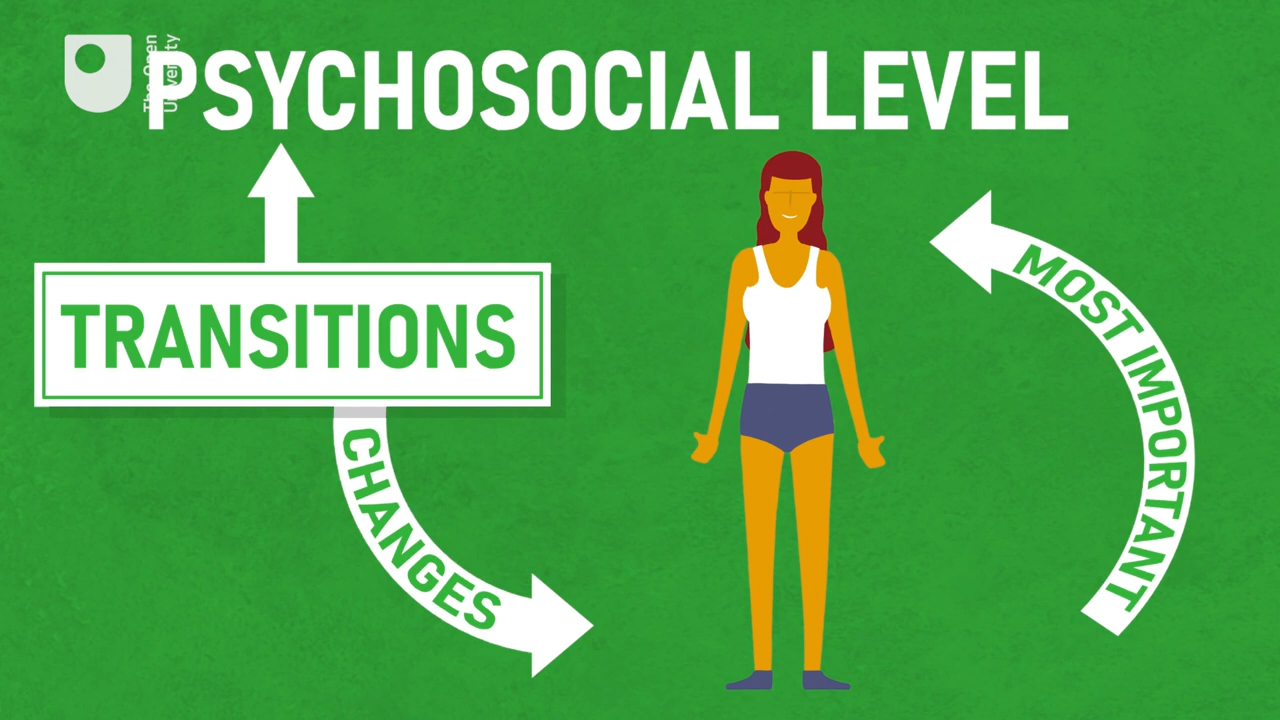 The Open
University
PSYCHOSOCIAL LEVEL
TRANSITIONS
CHANGES
MOST IMPORTANT